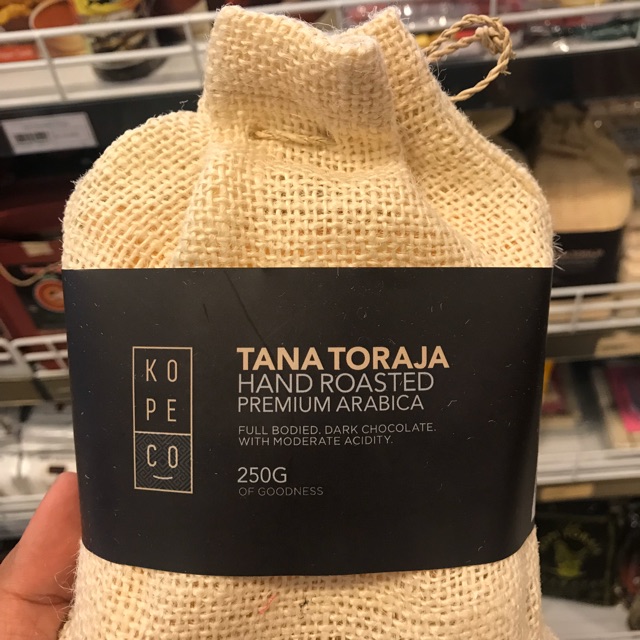 KO
PE
CO
TANA TORAJA
HAND ROASTED
PREMIUM ARABICA
FULL BODIED. DARK CHOCOLATE.
WITH MODERATE ACIDITY.
250G
OF GOODNESS